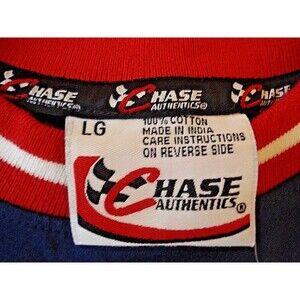 CHASE
AUTHENTICS®
CHASE
AUTHENTICS®
CHASE
AUTHENTICS
LG
100% COTTON
MADE IN INDIA
CARE INSTRUCTIONS
ON REVERSE SIDE
CHASE
AUTHENTICS®